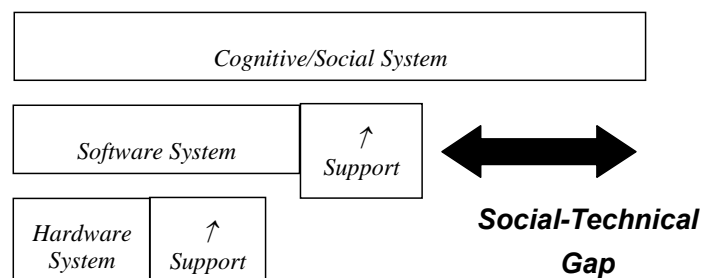 Cognitive/Social System
Software System
↑
Support
Social-Technical
Gap
Hardware
System
↑
Support